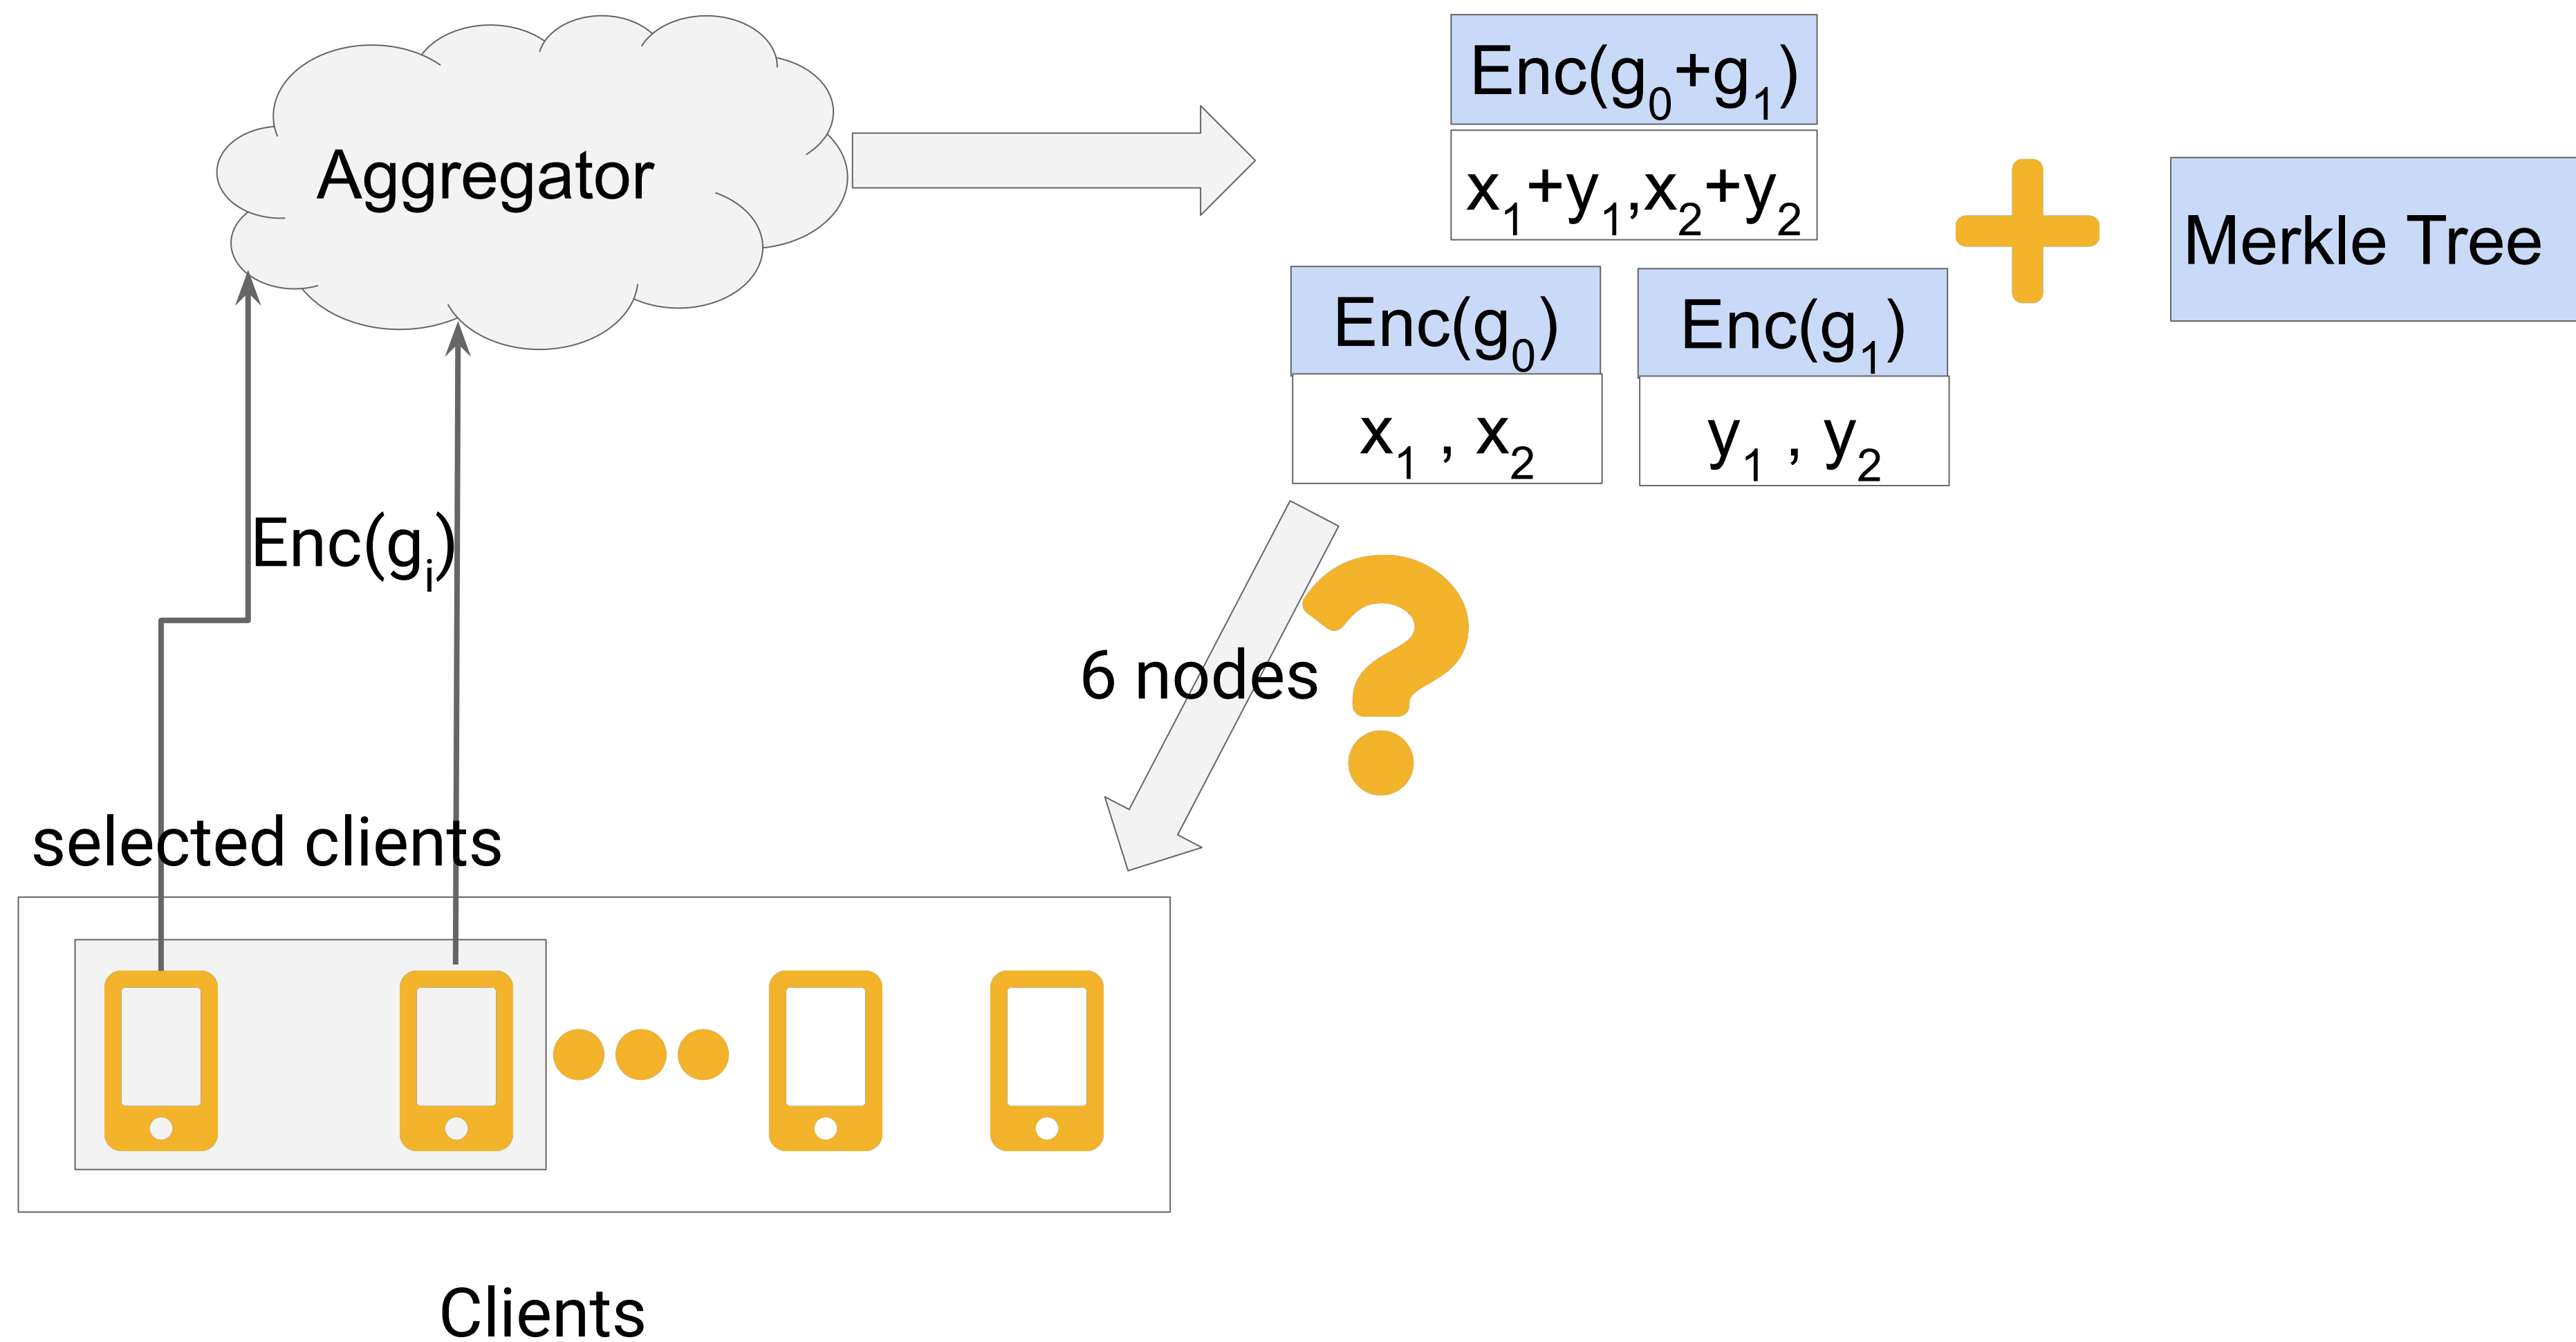 Aggregator
Enc(g₀+g₁)
x₁+y₁,x₂+y₂
Merkle Tree
Enc(g₀)
Enc(g₁)
x₁ , x₂
y₁ , y₂
Enc(gᵢ)
6 nodes
?
selected clients
Clients